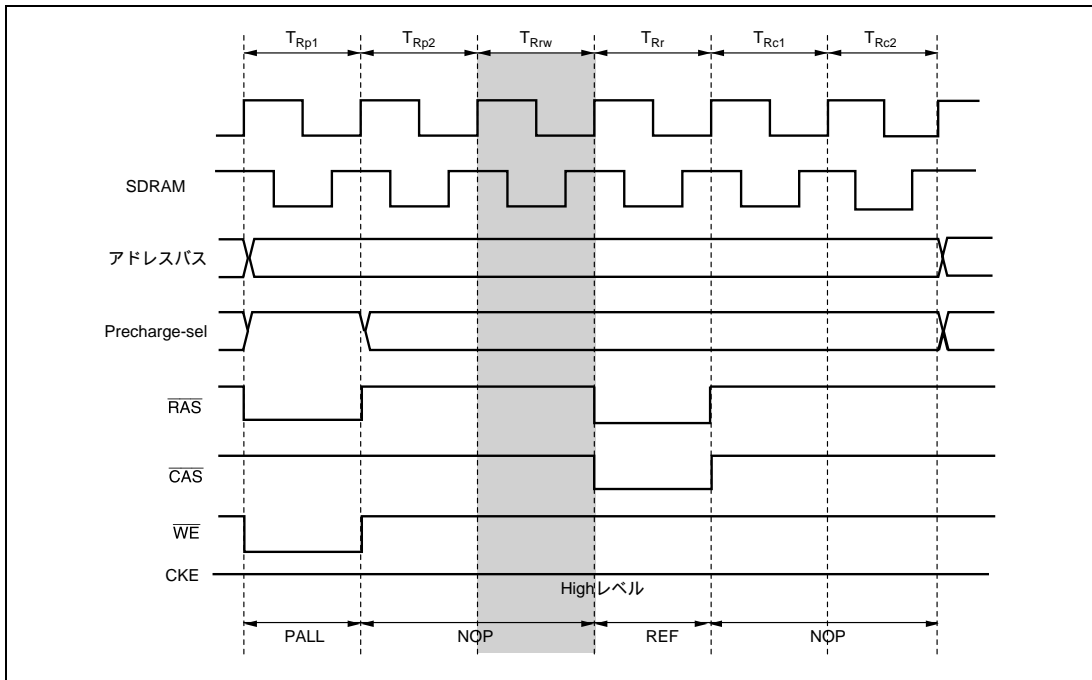 TRp1 TRp2 TRrw TRr TRc1 TRc2
SDRAM
アドレスバス
Precharge-sel
RAS
CAS
WE
CKE
Highレベル
PALL NOP REF NOP